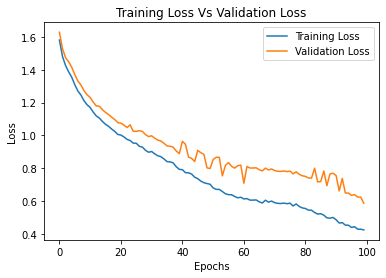 Training Loss Vs Validation Loss
Training Loss
Validation Loss
Loss
1.6
1.4
1.2
1.0
0.8
0.6
0.4
0
20
40
60
80
100
Epochs